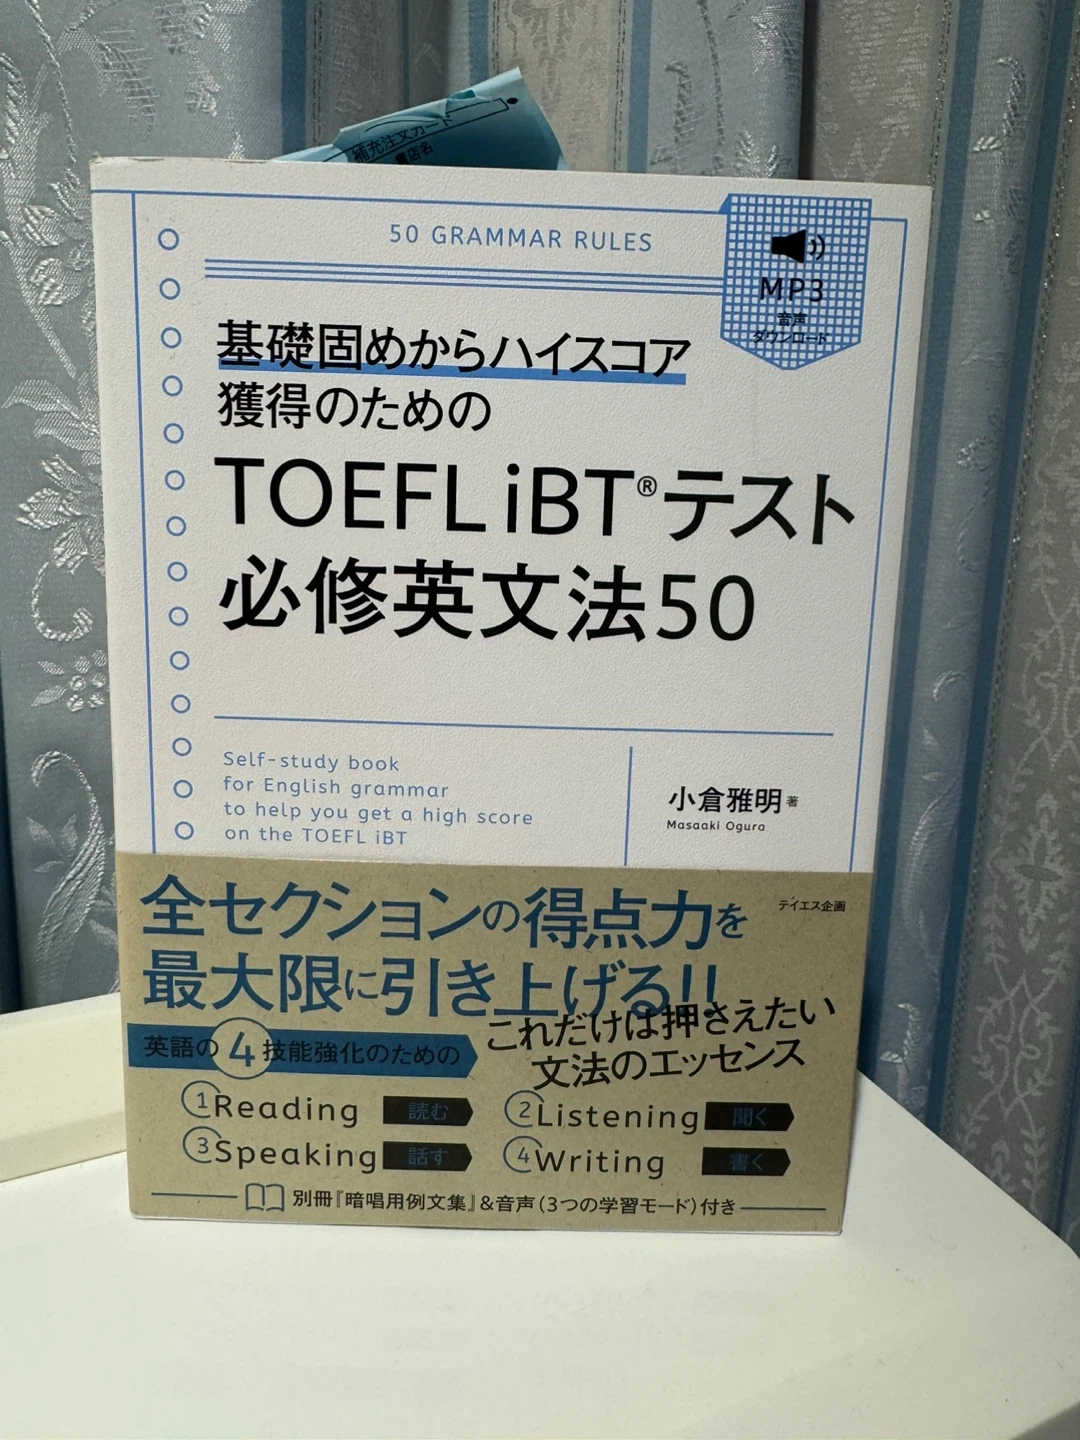 補充注文カード
書店名
50 GRAMMAR RULES
MP3
音声
ダウンロード
基礎固めからハイスコア
獲得のための
TOEFL iBT®テスト
必修英文法50
Self-study book
for English grammar
to help you get a high score
on the TOEFL iBT
小倉雅明 著
Masaaki Ogura
テイエス企画
全セクションの得点力を
最大限に引き上げる!!
英語の4技能強化のための
これだけは押さえたい
文法のエッセンス
1 Reading 読む
2 Listening 聞く
3 Speaking 話す
4 Writing 書く
別冊『暗唱用例文集』&音声(3つの学習モード)付き